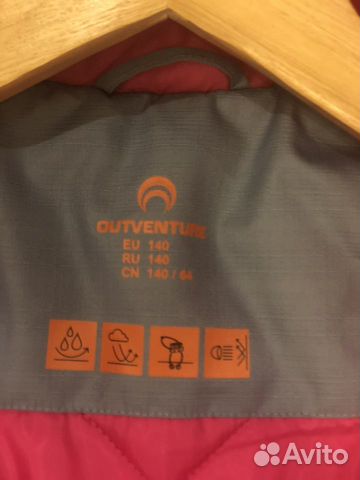 OUTVENTURE
EU 140
RU 140
CN 140 / 64
Avito